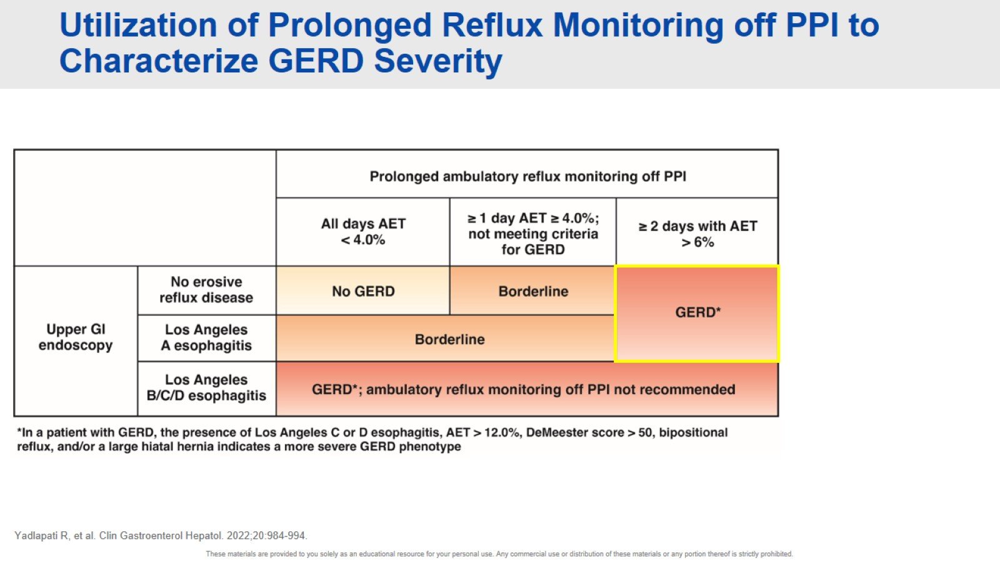 Utilization of Prolonged Reflux Monitoring off PPI to
Characterize GERD Severity
Prolonged ambulatory reflux monitoring off PPI
All days AET
< 4.0%
≥ 1 day AET ≥ 4.0%;
not meeting criteria
for GERD
≥ 2 days with AET
> 6%
Upper GI
endoscopy
No erosive
reflux disease
No GERD
Borderline
GERD*
Los Angeles
A esophagitis
Borderline
Los Angeles
B/C/D esophagitis
GERD*; ambulatory reflux monitoring off PPI not recommended
*In a patient with GERD, the presence of Los Angeles C or D esophagitis, AET > 12.0%, DeMeester score > 50, bipositional
reflux, and/or a large hiatal hernia indicates a more severe GERD phenotype
Yadlapati R, et al. Clin Gastroenterol Hepatol. 2022;20:984-994.
These materials are provided to you solely as an educational resource for your personal use. Any commercial use or distribution of these materials or any portion thereof is strictly prohibited.